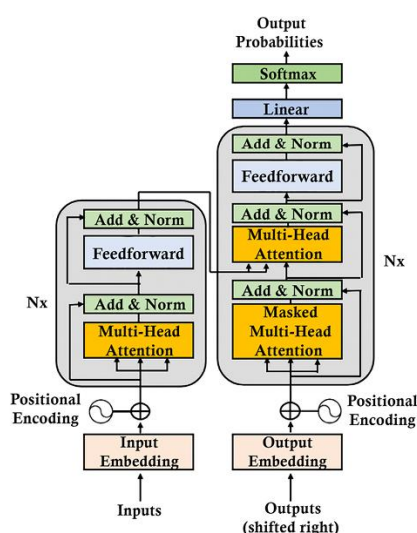 Output
Probabilities
Softmax
Linear
Add & Norm
Feedforward
Add & Norm
Multi-Head
Attention
Add & Norm
Masked
Multi-Head
Attention
Nx
Add & Norm
Feedforward
Add & Norm
Multi-Head
Attention
Nx
Positional
Encoding
Positional
Encoding
Input
Embedding
Output
Embedding
Inputs
Outputs
(shifted right)